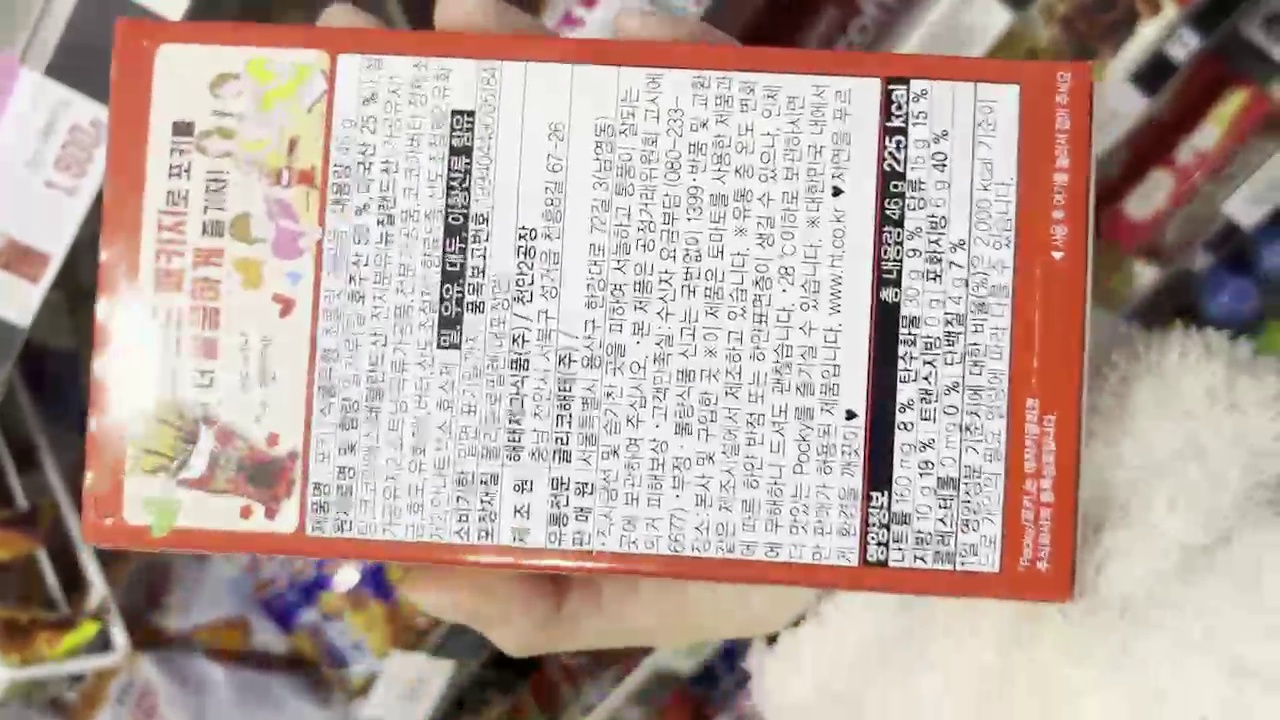 1,800
패키지로 포키를
더 하게 즐기자!
제품명 포키 초콜릿 내용량 46 g
및 함량 호주산 %, 미국산 25 %
전지분유(뉴질랜드산) 가공유지1
가공유지2 코코아버터
효모, 버터, 산도조절제
밀, 우유, 대두, 이황산류 함유
소비기한 밑면 표기일까지 품목보고번호
포장재질 폴리프로필렌(내포장면)
제 조 원 해태제과식품(주) / 천안2공장
충남 천안시 서북구 성거읍 천흥8길 67-26
유통전문 글리코해태(주) /
판 매 원 서울특별시 용산구 한강대로 72길 3(남영동)
·직사광선 및 습기찬 곳을 피하여 서늘하고 통풍이 잘되는
곳에 보관하여 주십시오. ·본 제품은 공정거래위원회 고시에
의거 피해보상 ·고객만족실:수신자 요금부담 (080-233-
6677) ·부정·불량식품 신고는 국번없이 1399·반품 및 교환
장소:본사 및 구입한 곳 ※이 제품은 토마토를 사용한 제품과
같은 제조시설에서 제조하고 있습니다. ※유통 중 온도 변화
에 따른 하얀 반점 또는 하얀표면증이 생길 수 있으나, 인체
에 무해하니 드셔도 괜찮습니다. ·28 ℃이하로 보관하시면
더 맛있는 Pocky를 즐기실 수 있습니다. ※대한민국 내에서
만 판매가 허용된 제품입니다. www.ht.co.kr ♥자연을 푸르
게 환경을 깨끗이♥
영양정보 총 내용량 46 g 225 kcal
나트륨 160 mg 8 % 탄수화물 30 g 9 % 당류 15 g 15 %
지방 10 g 19 % 트랜스지방 0 g 포화지방 6 g 40 %
콜레스테롤 0 mg 0 % 단백질 4 g 7 %
1일 영양성분 기준치에 대한 비율(%)은 2,000 kcal 기준이
므로 개인의 필요 열량에 따라 다를 수 있습니다.
"Pocky/포키"는 에자키글리코
주식회사의 등록상표입니다.
◀ 사용 후 여기를 눌러서 접어 주세요